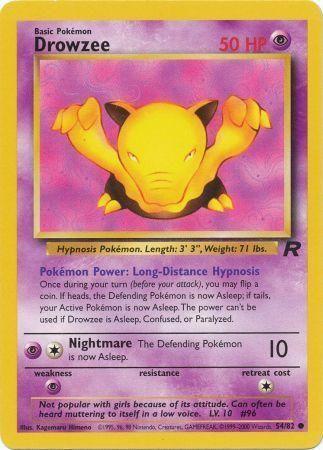 Basic Pokémon
Drowzee 50 HP
Hypnosis Pokémon. Length: 3' 3", Weight: 71 lbs.
R
Pokémon Power: Long-Distance Hypnosis
Once during your turn (before your attack), you may flip a
coin. If heads, the Defending Pokémon is now Asleep; if tails,
your Active Pokémon is now Asleep. The power can't be
used if Drowzee is Asleep, Confused, or Paralyzed.
Nightmare The Defending Pokémon 10
is now Asleep.
weakness resistance retreat cost
Not popular with girls because of its attitude. Can often be
heard muttering to itself in a low voice. LV. 10 #96
Illus. Kagemaru Himeno ©1995, 96, 98 Nintendo, Creatures, GAMEFREAK. ©1999-2000 Wizards. 54/82